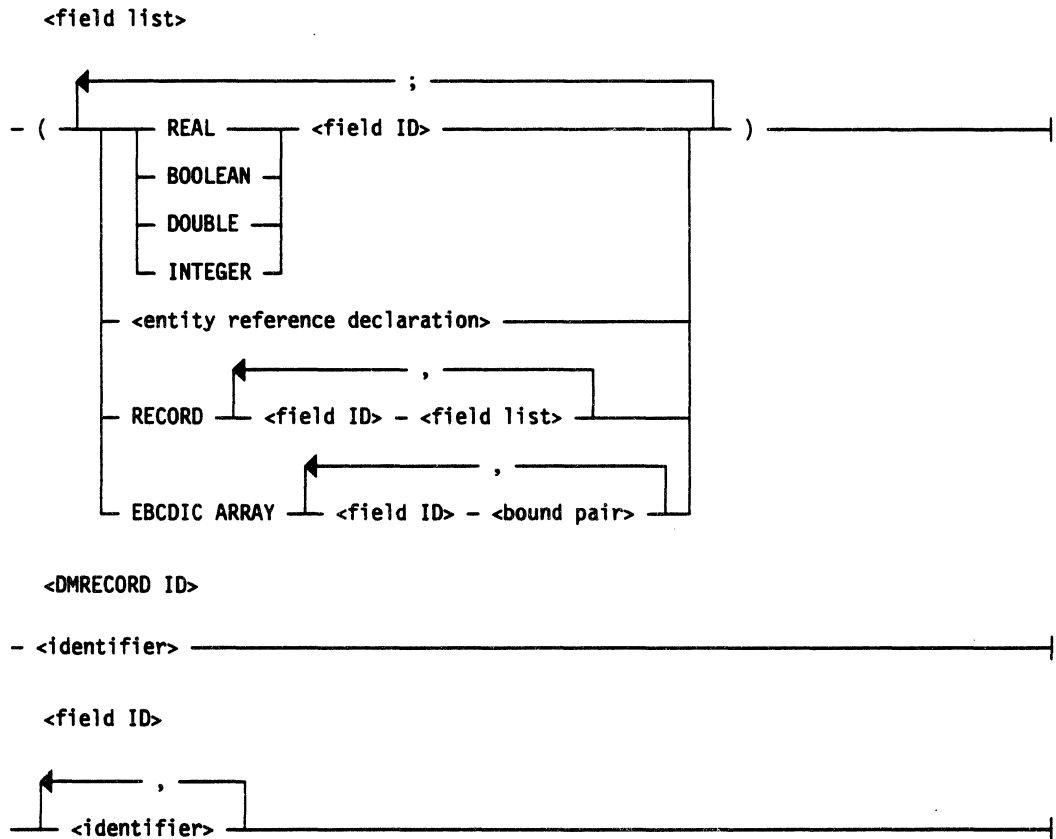 <field list>
;
( REAL <field ID> )
BOOLEAN
DOUBLE
INTEGER
<entity reference declaration>
,
RECORD <field ID> - <field list>
,
EBCDIC ARRAY <field ID> - <bound pair>
<DMRECORD ID>
<identifier>
<field ID>
,
<identifier>